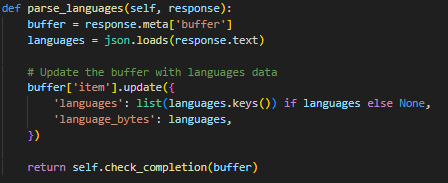 def parse_languages(self, response):
    buffer = response.meta['buffer']
    languages = json.loads(response.text)

    # Update the buffer with languages data
    buffer['item'].update({
        'languages': list(languages.keys()) if languages else None,
        'language_bytes': languages,
    })

    return self.check_completion(buffer)